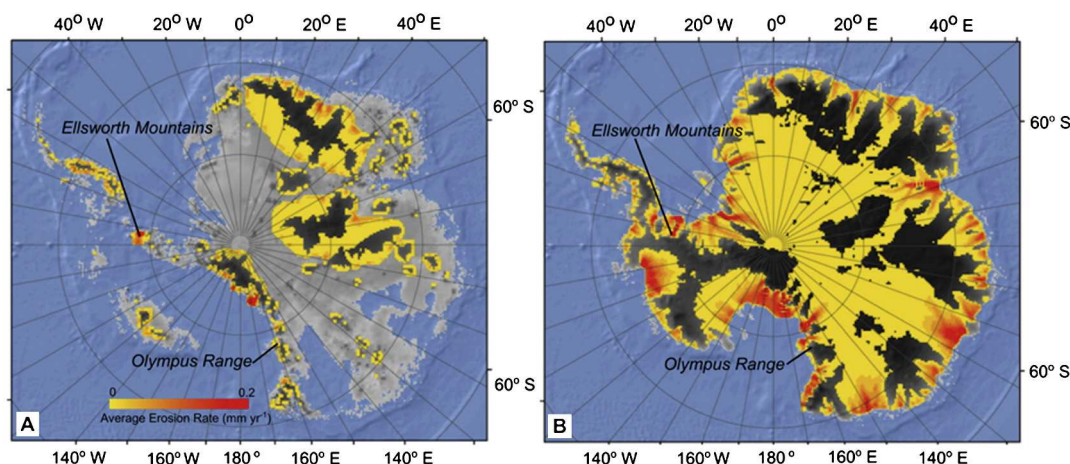 40° W 20° W 0° 20° E 40° E
40° W 20° W 0° 20° E 40° E
60° S
60° S
Ellsworth Mountains
Ellsworth Mountains
Olympus Range
Olympus Range
60° S
60° S
0 0.2
Average Erosion Rate (mm yr⁻¹)
A
B
140° W 160° W 180° 160° E 140° E
140° W 160° W 180° 160° E 140° E